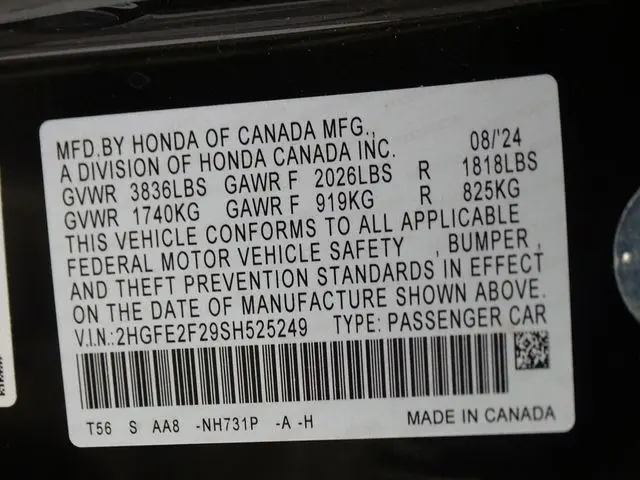 MFD.BY HONDA OF CANADA MFG., 08/'24
A DIVISION OF HONDA CANADA INC.
GVWR 3836LBS GAWR F 2026LBS R 1818LBS
GVWR 1740KG GAWR F 919KG R 825KG
THIS VEHICLE CONFORMS TO ALL APPLICABLE
FEDERAL MOTOR VEHICLE SAFETY , BUMPER ,
AND THEFT PREVENTION STANDARDS IN EFFECT
ON THE DATE OF MANUFACTURE SHOWN ABOVE.
V.I.N.:2HGFE2F29SH525249 TYPE: PASSENGER CAR
T56 S AA8 -NH731P -A -H MADE IN CANADA